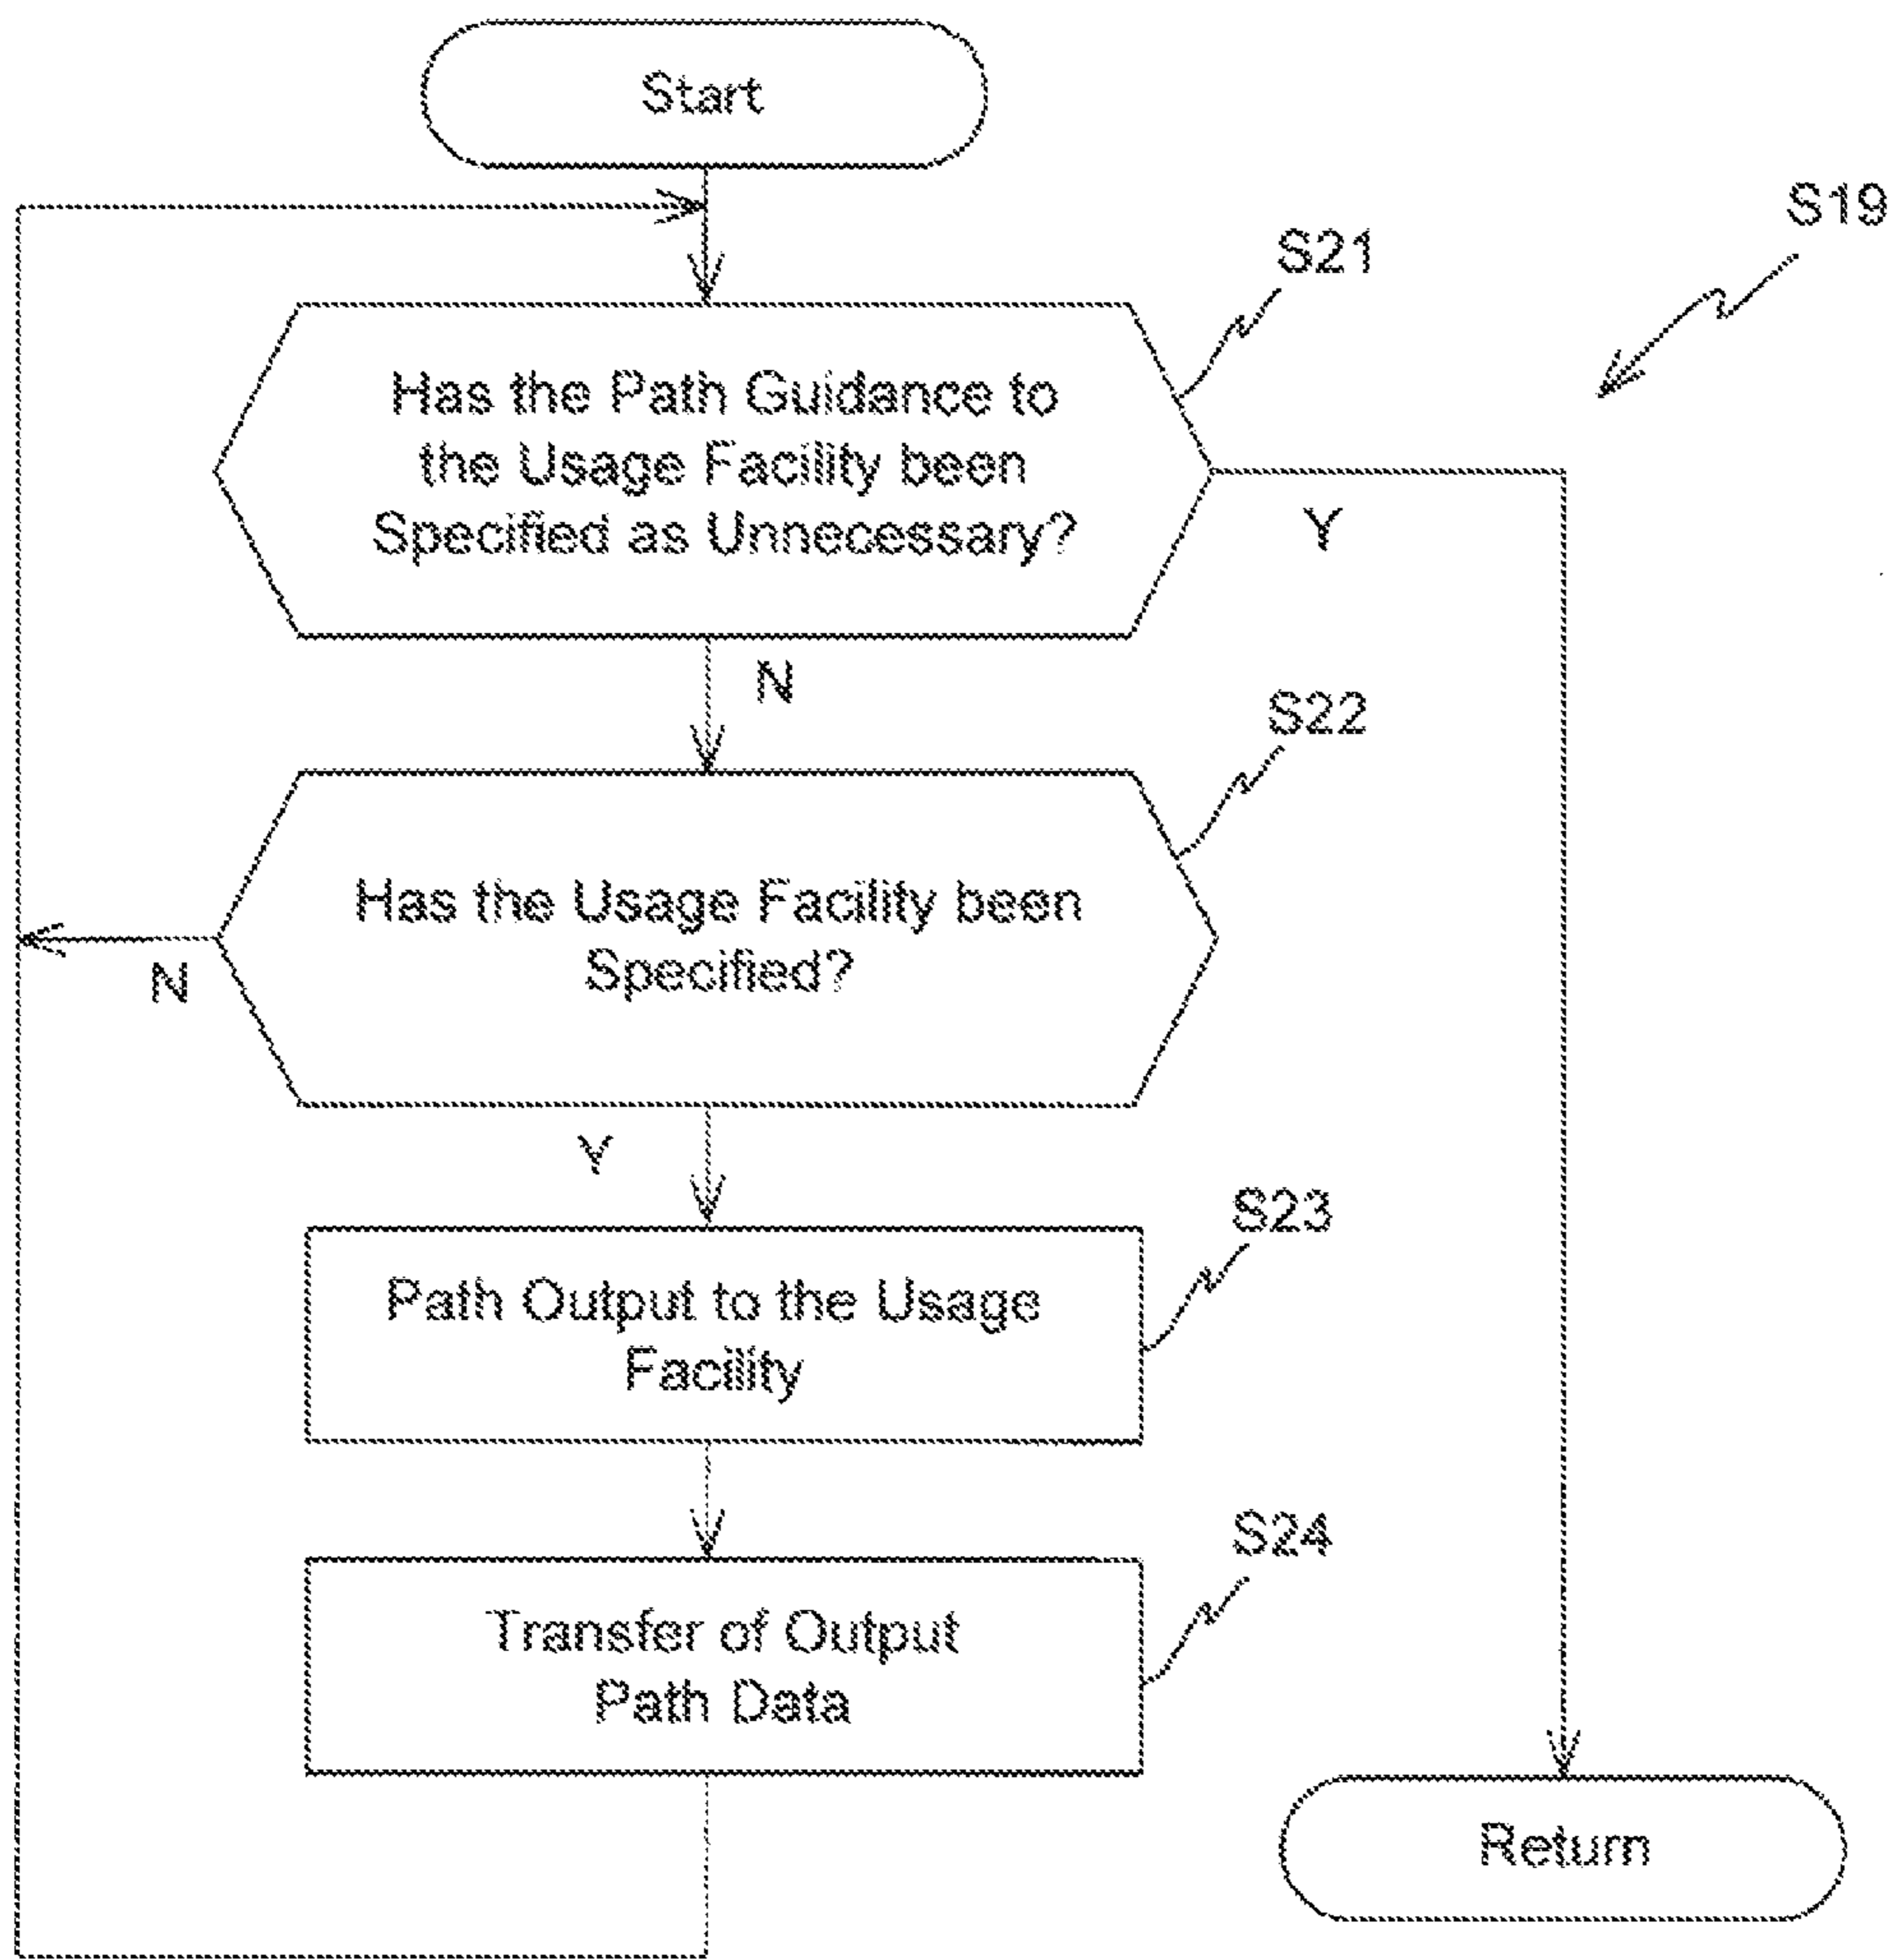 Start
S19
S21
Has the Path Guidance to
the Usage Facility been
Specified as Unnecessary?
Y
N
S22
Has the Usage Facility been
Specified?
N
Y
S23
Path Output to the Usage
Facility
S24
Transfer of Output
Path Data
Return